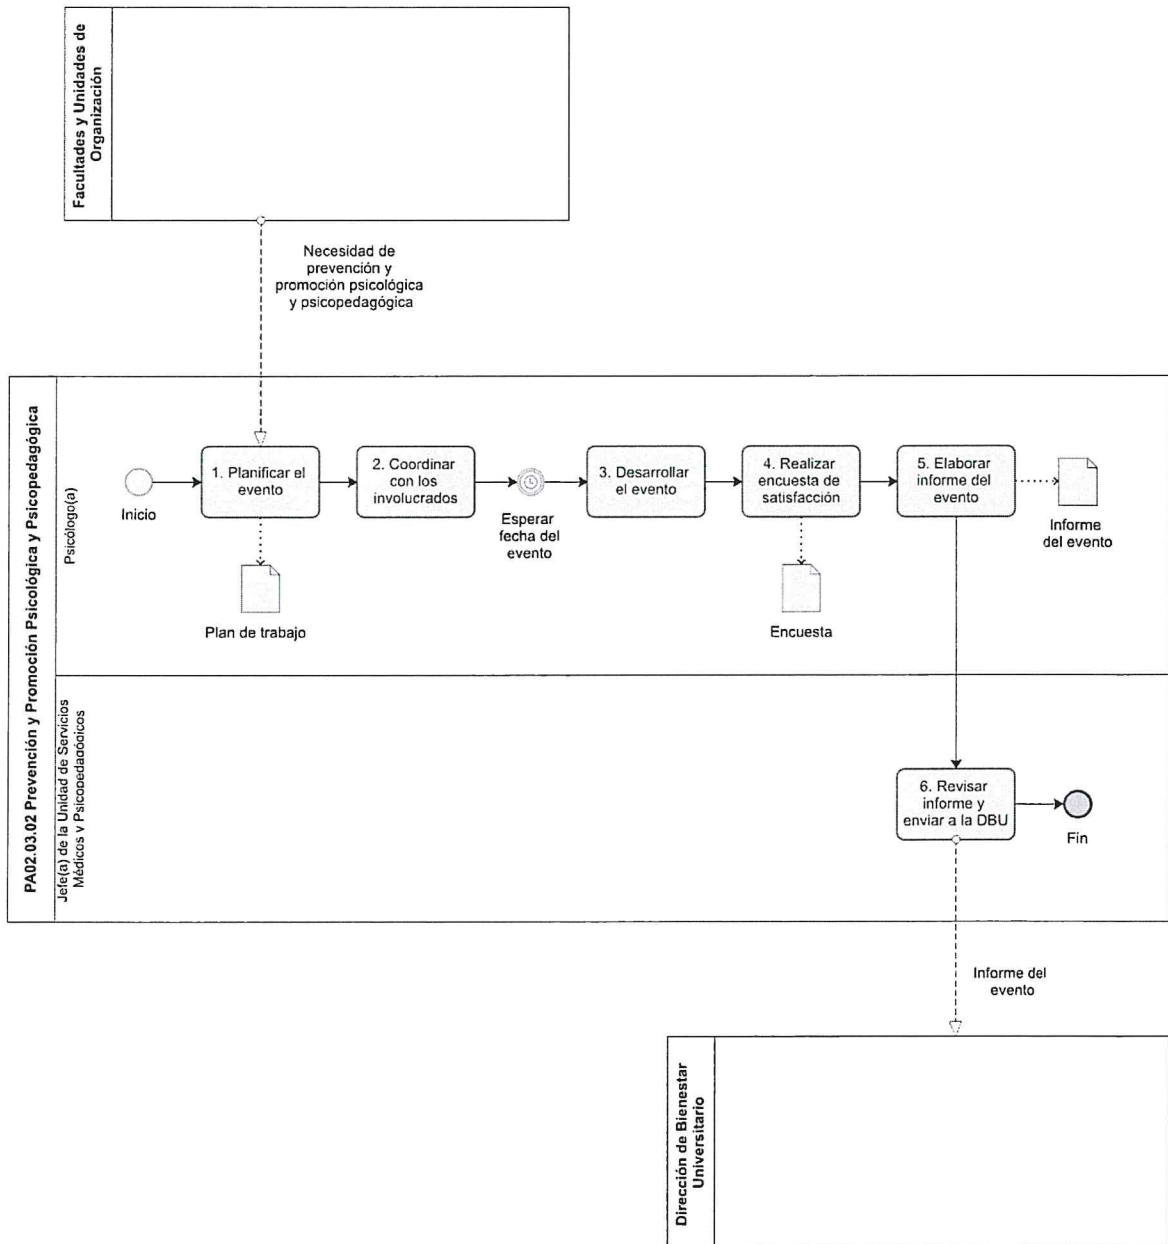 Facultades y Unidades de
Organización
Necesidad de
prevención y
promoción psicológica
y psicopedagógica
PA02.03.02 Prevención y Promoción Psicológica y Psicopedagógica
Psicólogo(a)
Inicio
1. Planificar el
evento
Plan de trabajo
2. Coordinar
con los
involucrados
Esperar
fecha del
evento
3. Desarrollar
el evento
4. Realizar
encuesta de
satisfacción
Encuesta
5. Elaborar
informe del
evento
Informe
del evento
Jefe(a) de la Unidad de Servicios
Médicos y Psicopedagógicos
6. Revisar
informe y
enviar a la DBU
Fin
Informe del
evento
Dirección de Bienestar
Universitario